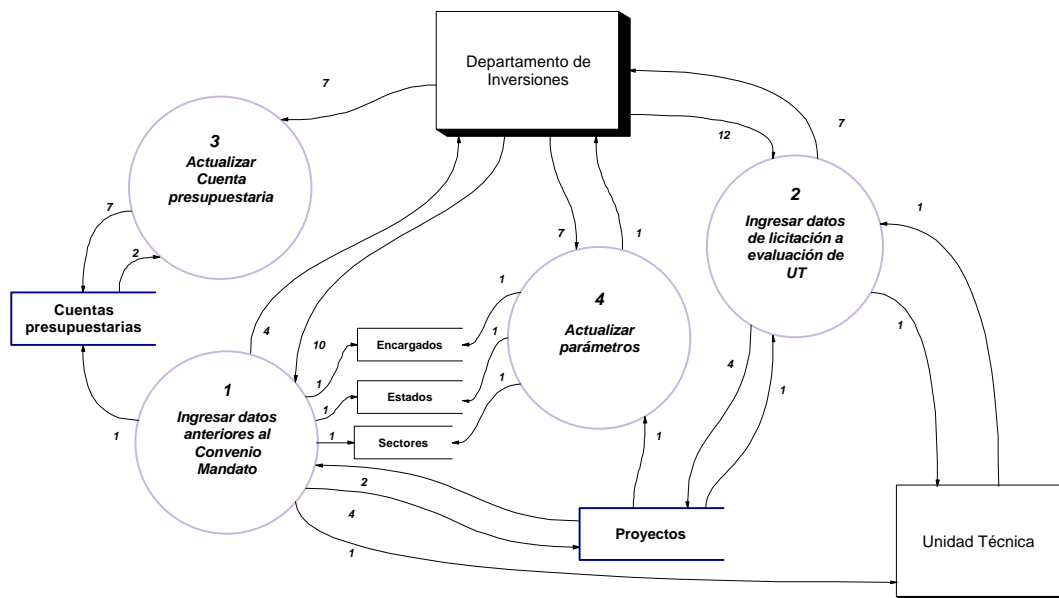 Departamento de
Inversiones
7
12
7
3
Actualizar
Cuenta
presupuestaria
2
Ingresar datos
de licitación a
evaluación de
UT
1
7
2
7
1
4
Actualizar
parámetros
1
Cuentas
presupuestarias
4
10
Encargados
1
1
1
1
Estados
1
1
Sectores
1
1
Ingresar datos
anteriores al
Convenio
Mandato
1
4
1
1
2
4
1
Proyectos
Unidad Técnica